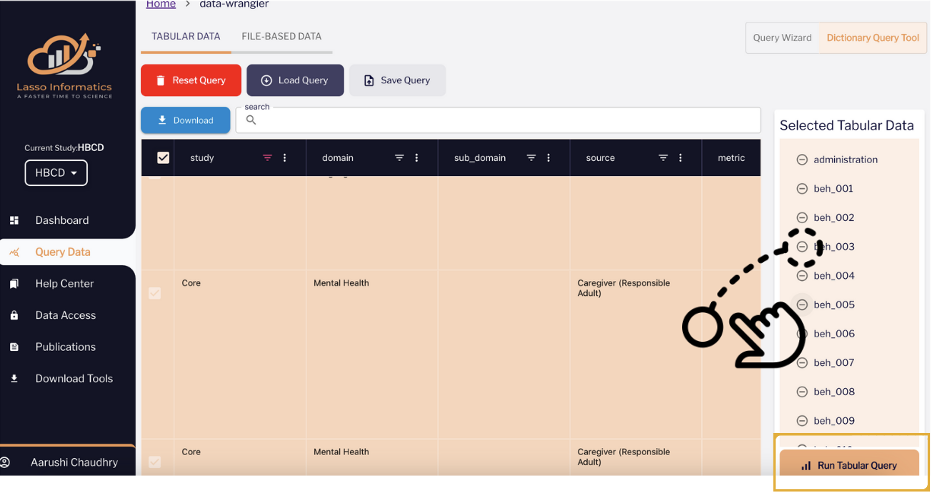 Home > data-wrangler
TABULAR DATA FILE-BASED DATA
Query Wizard Dictionary Query Tool
Reset Query Load Query Save Query
Download search
Lasso Informatics
A FASTER TIME TO SCIENCE
Current Study:HBCD
HBCD
Dashboard
Query Data
Help Center
Data Access
Publications
Download Tools
Aarushi Chaudhry
study domain sub_domain source metric
Core Mental Health Caregiver (Responsible
Adult)
Core Mental Health Caregiver (Responsible
Adult)
Selected Tabular Data
administration
beh_001
beh_002
beh_003
beh_004
beh_005
beh_006
beh_007
beh_008
beh_009
Run Tabular Query